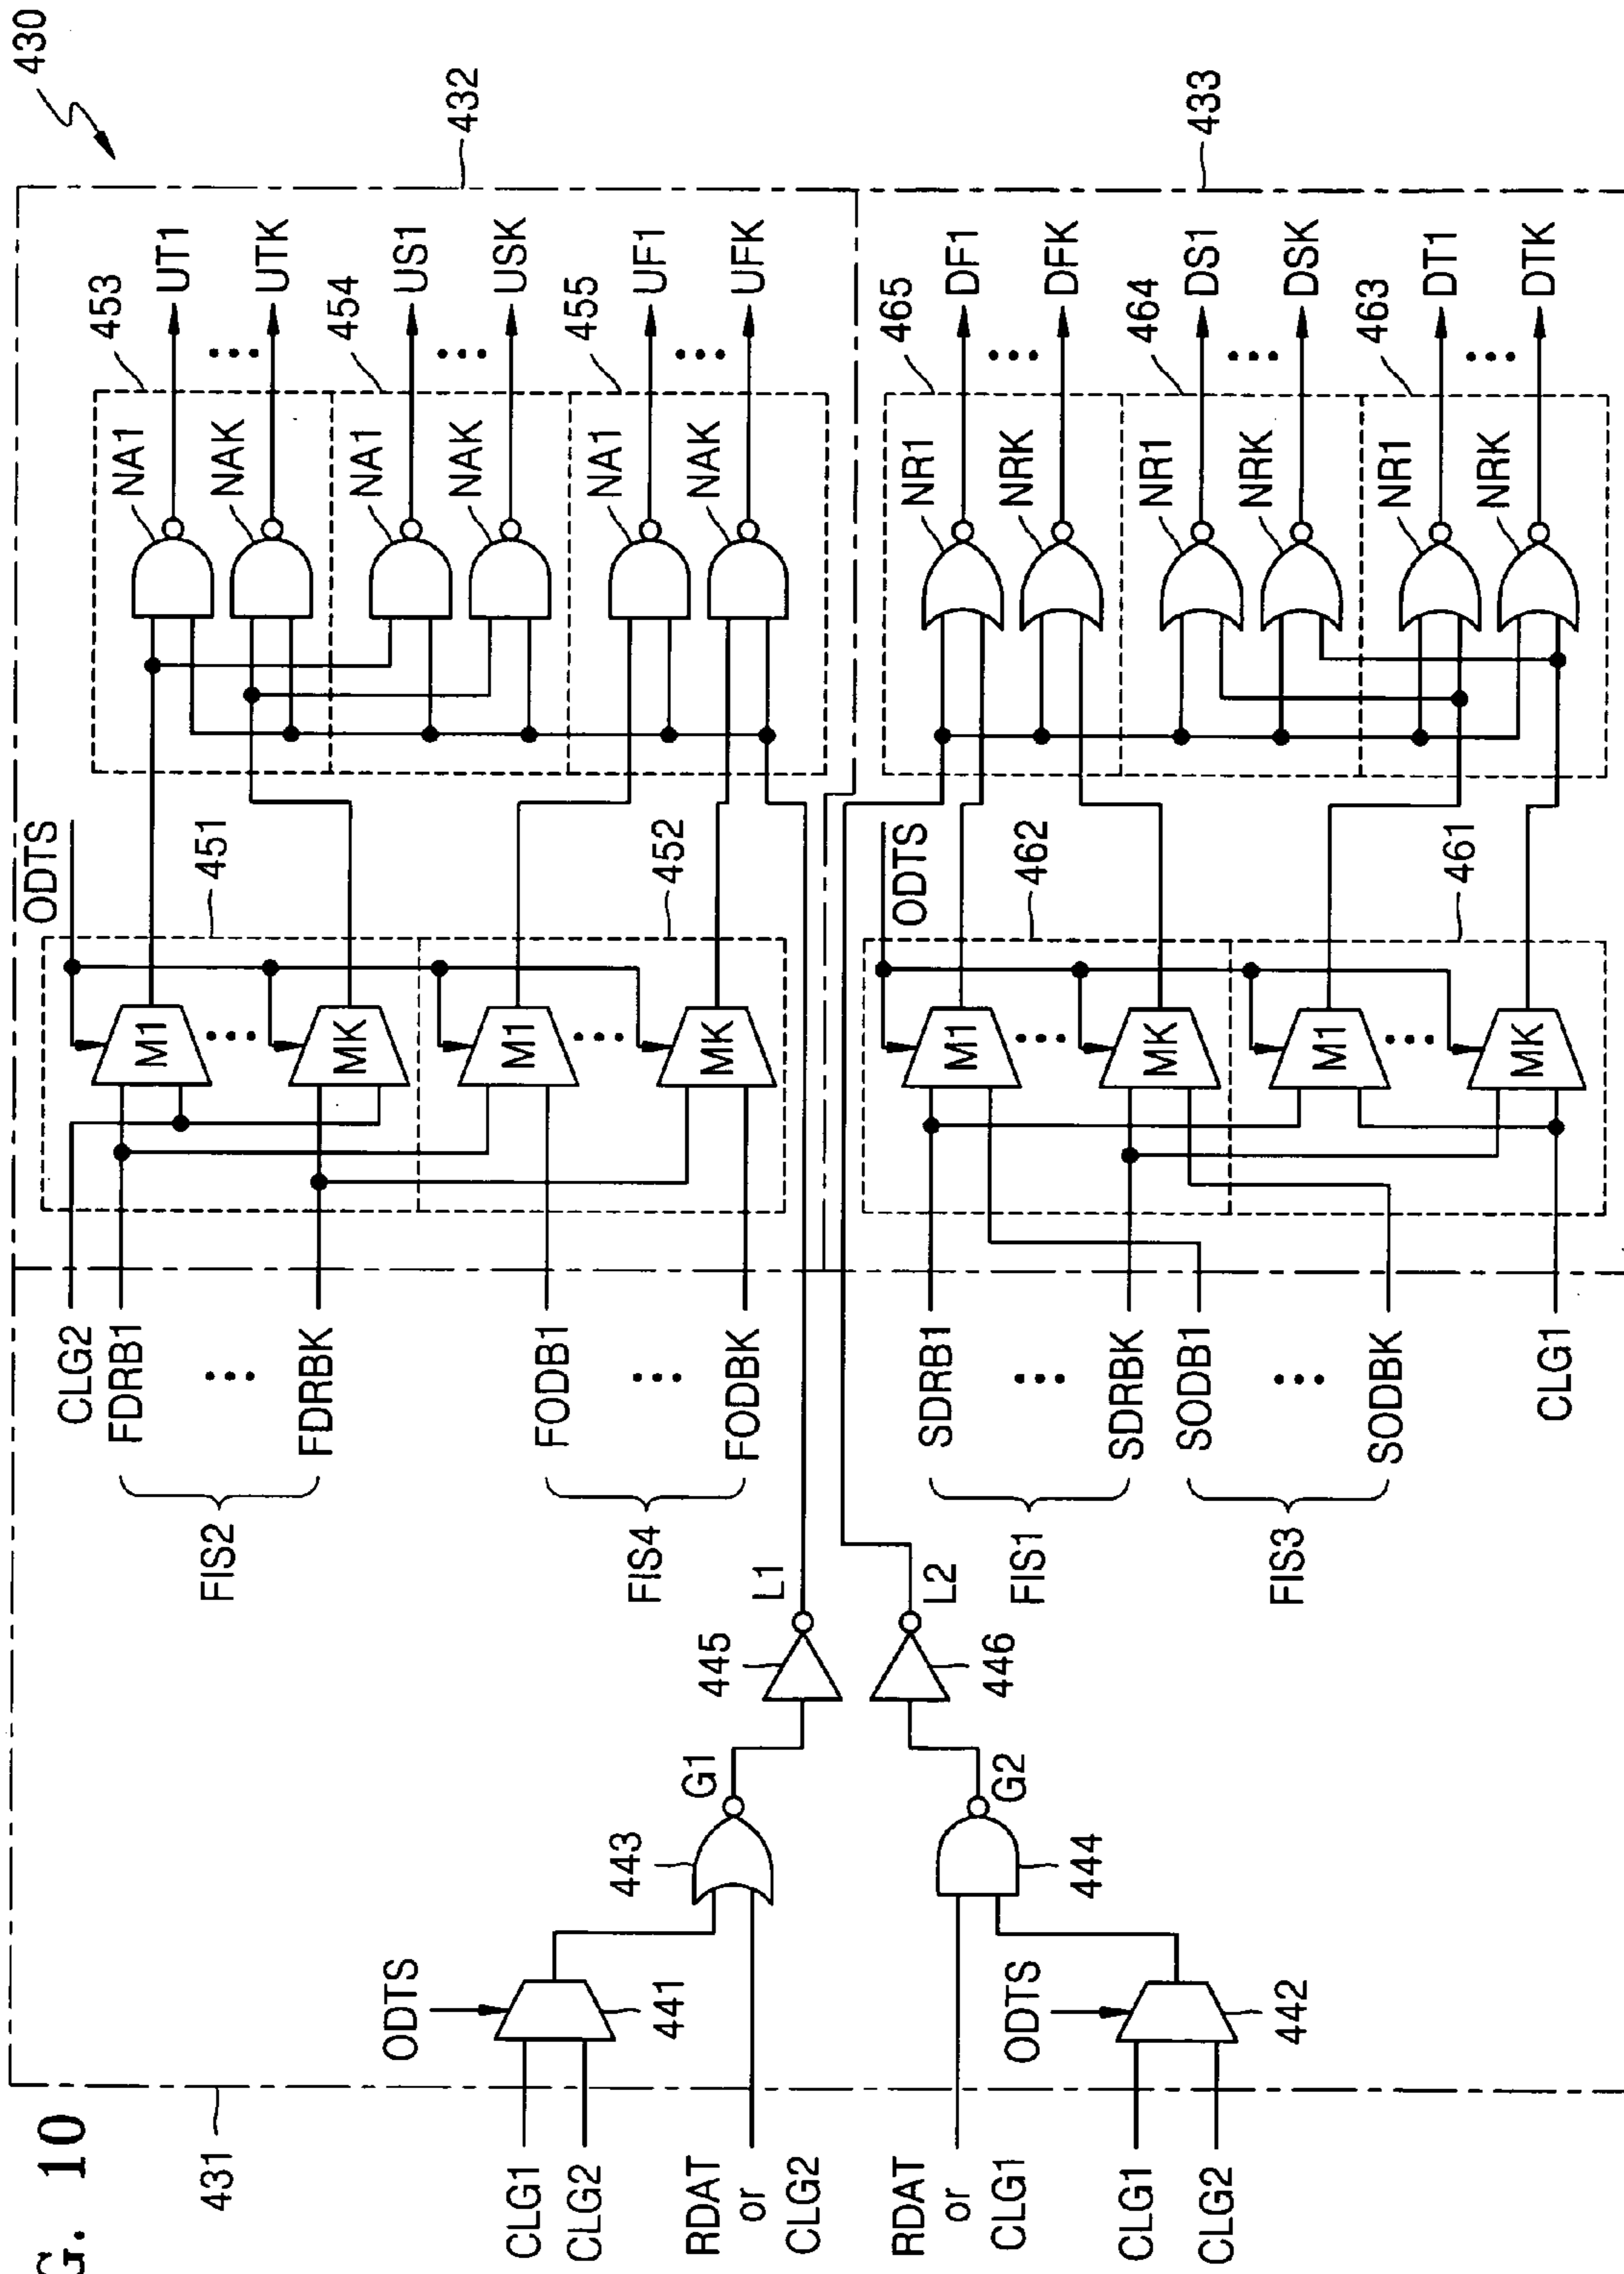 G. 10
430
431
432
433
CLG1
CLG2
ODTS
441
RDAT
or
CLG2
443
G1
445
L1
RDAT
or
CLG1
444
G2
446
L2
CLG1
CLG2
ODTS
442
CLG2
FDRB1
...
FDRBK
FIS2
FODB1
...
FODBK
FIS4
ODTS
451
M1
...
MK
452
M1
...
MK
453
NA1
NAK
UT1
...
UTK
454
NA1
NAK
US1
...
USK
455
NA1
NAK
UF1
...
UFK
SDRB1
...
SDRBK
FIS1
SODB1
...
SODBK
FIS3
CLG1
ODTS
462
M1
...
MK
461
M1
...
MK
465
NR1
NRK
DF1
...
DFK
464
NR1
NRK
DS1
...
DSK
463
NR1
NRK
DT1
...
DTK